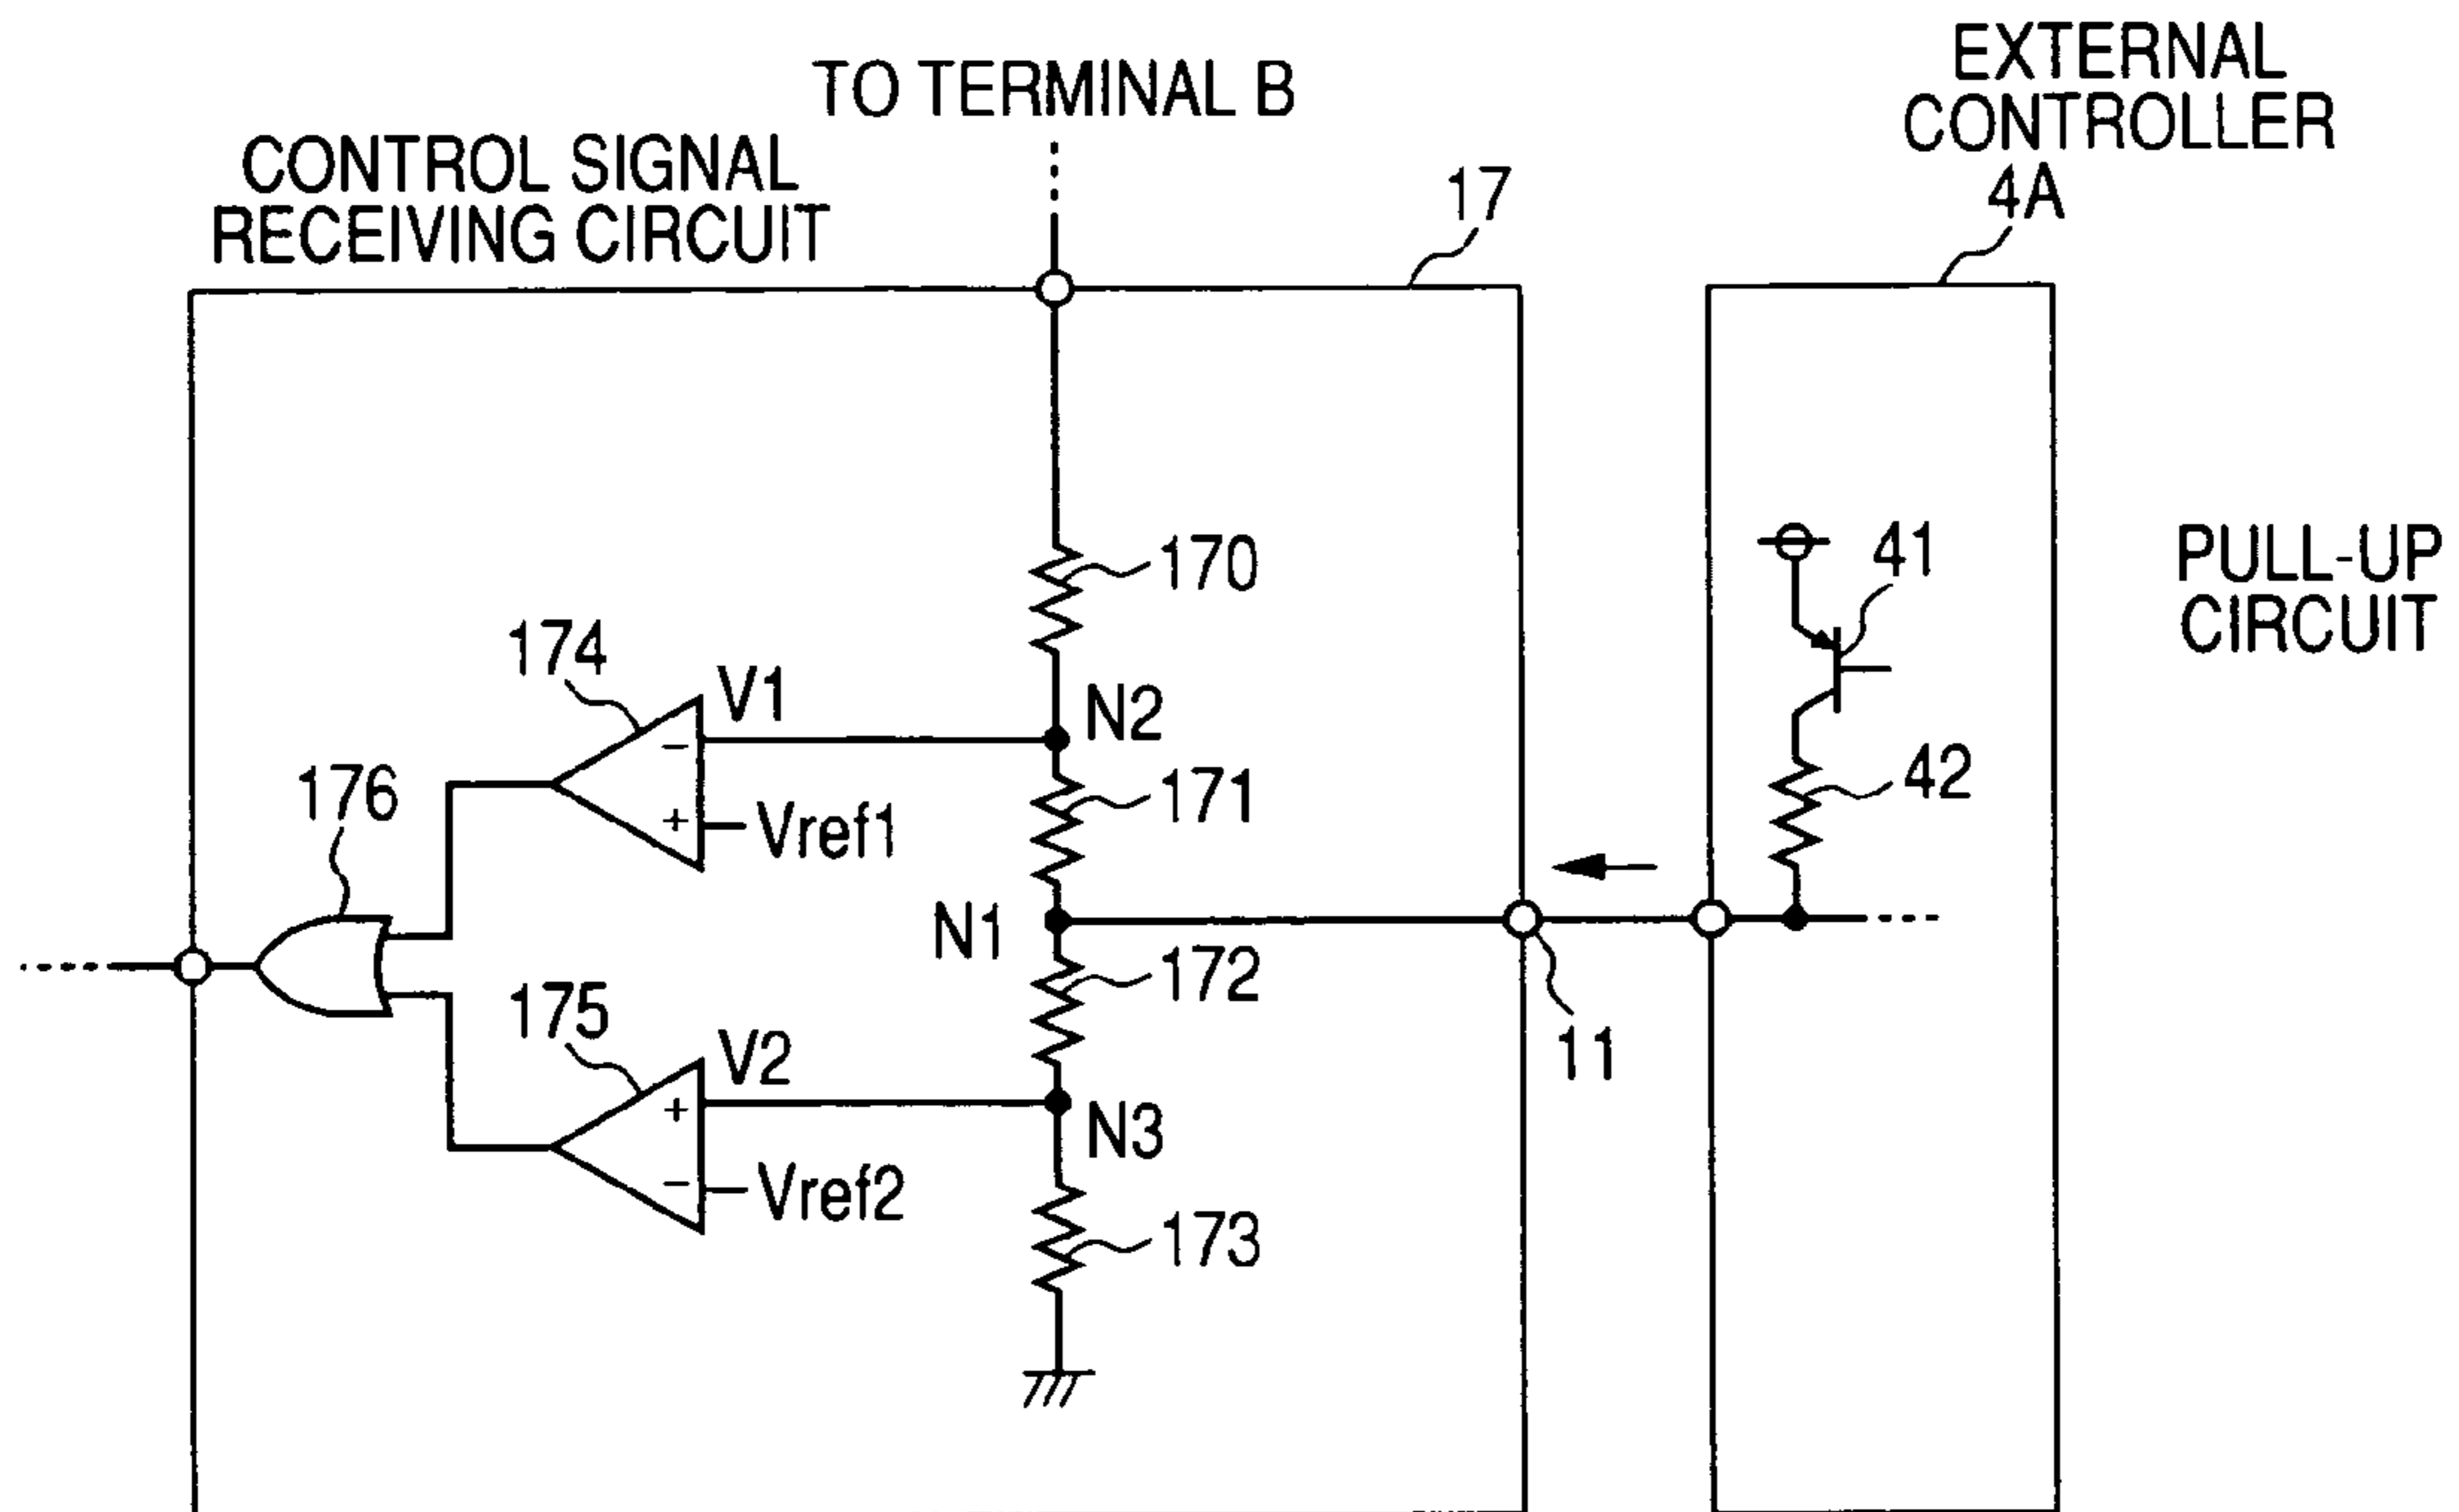 EXTERNAL
CONTROLLER
4A
TO TERMINAL B
CONTROL SIGNAL
RECEIVING CIRCUIT
17
41
PULL-UP
CIRCUIT
170
174
V1
N2
42
176
171
Vref1
N1
172
175
V2
11
N3
Vref2
173
-
+
+
-